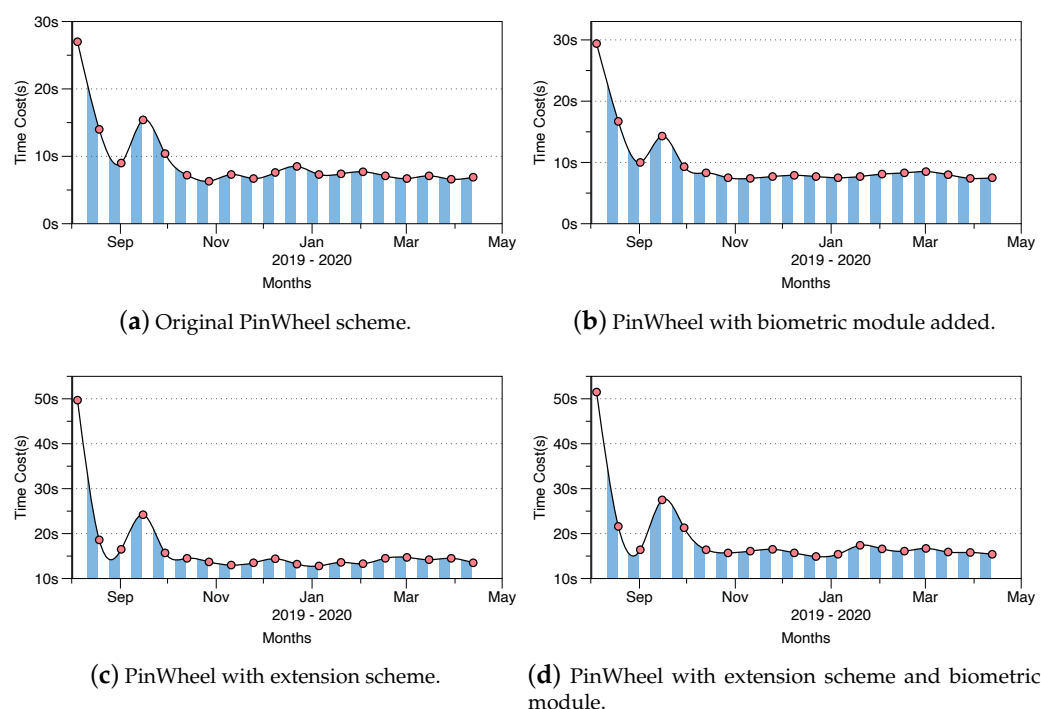 30s
20s
10s
0s
Time Cost(s)
Sep Nov Jan Mar May
2019 - 2020
Months
(a) Original PinWheel scheme.
30s
20s
10s
0s
Time Cost(s)
Sep Nov Jan Mar May
2019 - 2020
Months
(b) PinWheel with biometric module added.
50s
40s
30s
20s
10s
Time Cost(s)
Sep Nov Jan Mar May
2019 - 2020
Months
(c) PinWheel with extension scheme.
50s
40s
30s
20s
10s
Time Cost(s)
Sep Nov Jan Mar May
2019 - 2020
Months
(d) PinWheel with extension scheme and biometric
module.